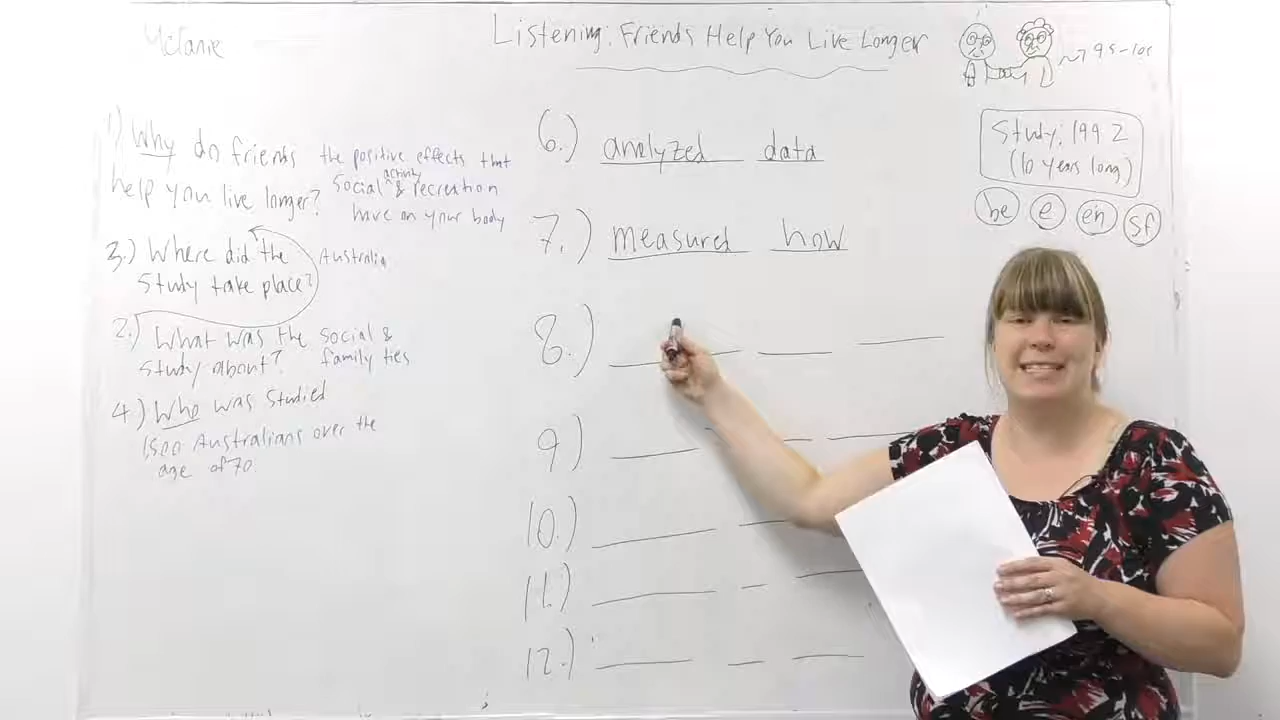 Melanie
Listening: Friends Help You Live Longer
~7 95-100
1.) Why do friends
help you live longer?
the positive effects that
social activity & recreation
have on your body
3.) Where did the
study take place?
Australia
2.) What was the
study about?
social &
family ties
4.) Who was studied
1,500 Australians over the
age of 70.
6.) analyzed data
7.) measured how
8.)
9)
10.)
11.)
12.)
Study: 1992
(10 years long)
be e en sf